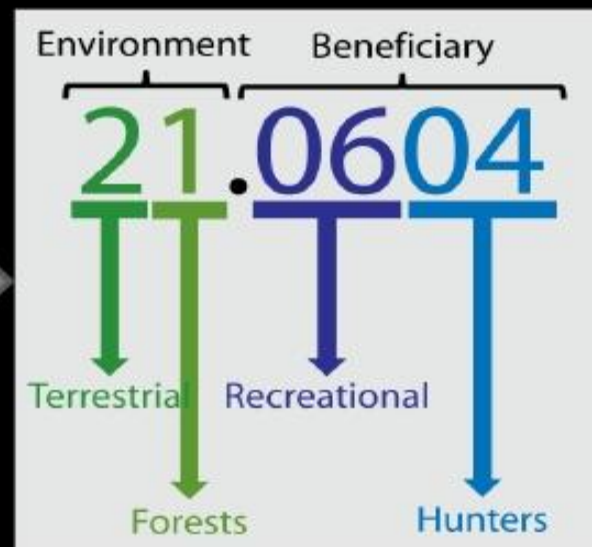 Environment Beneficiary
21.0604
Terrestrial Recreational
Forests Hunters